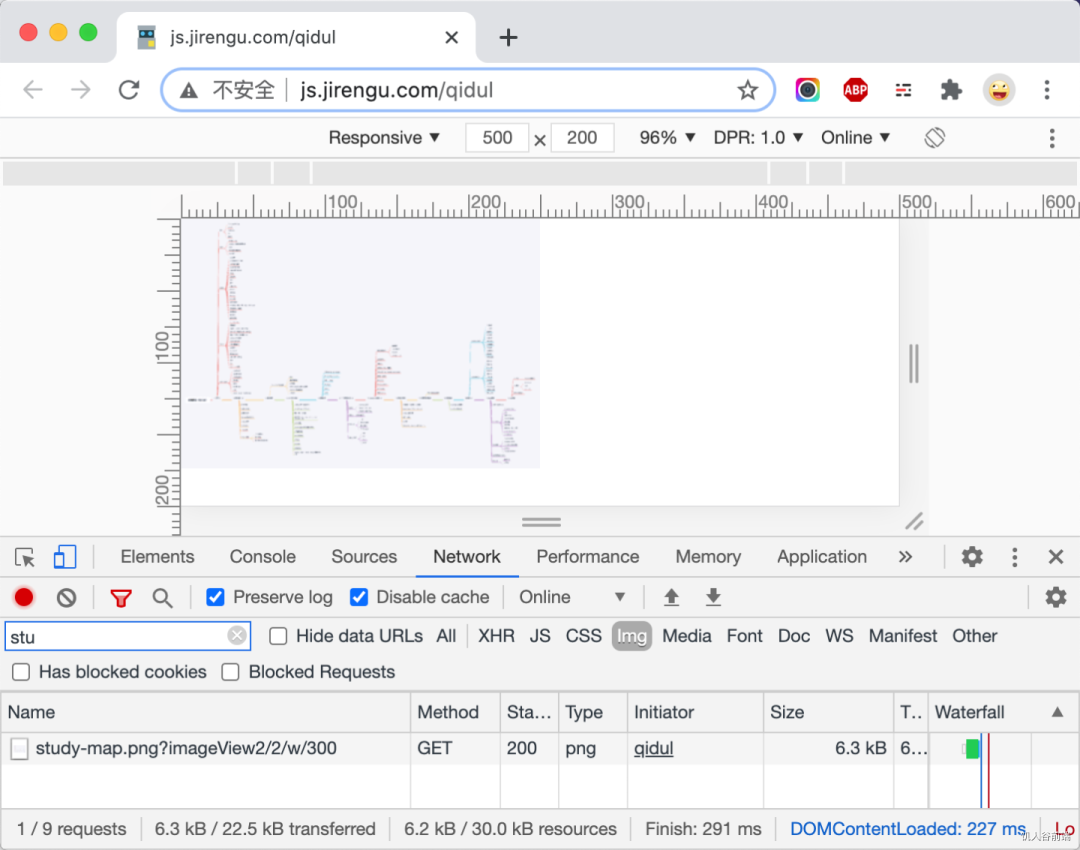 js.jirengu.com/qidul
不安全 js.jirengu.com/qidul
ABP
Responsive 500 × 200 96% DPR: 1.0 Online
100 200 300 400 500 600
100
200
Elements Console Sources Network Performance Memory Application
Preserve log Disable cache Online
stu Hide data URLs All XHR JS CSS Img Media Font Doc WS Manifest Other
Has blocked cookies Blocked Requests
Name Method Sta... Type Initiator Size T.. Waterfall
study-map.png?imageView2/2/w/300 GET 200 png qidul 6.3 kB 6...
1 / 9 requests 6.3 kB / 22.5 kB transferred 6.2 kB / 30.0 kB resources Finish: 291 ms DOMContentLoaded: 227 ms Lo
饥人谷前端